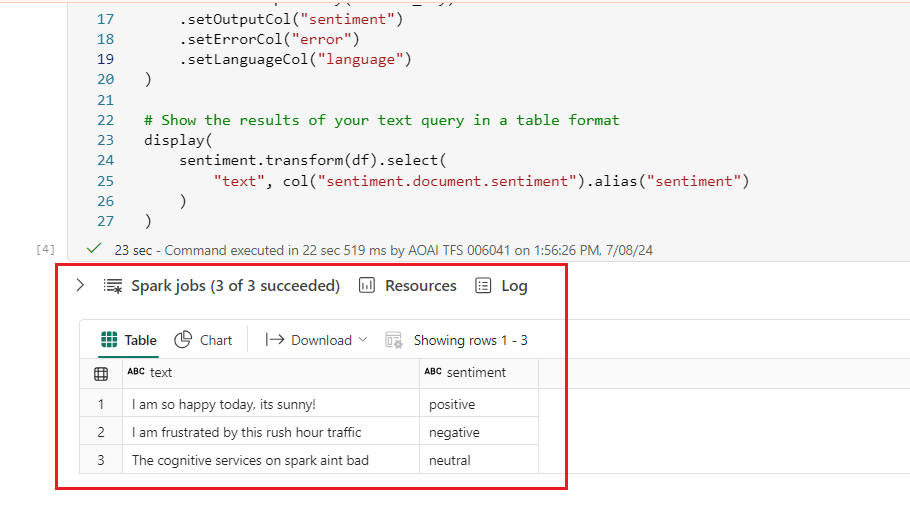 17 .setOutputCol("sentiment")
18 .setErrorCol("error")
19 .setLanguageCol("language")
20 )
21
22 # Show the results of your text query in a table format
23 display(
24 sentiment.transform(df).select(
25 "text", col("sentiment.document.sentiment").alias("sentiment")
26 )
27 )
[4] 23 sec - Command executed in 22 sec 519 ms by AOAI TFS 006041 on 1:56:26 PM, 7/08/24
Spark jobs (3 of 3 succeeded) Resources Log
Table Chart Download Showing rows 1 - 3
ABC text ABC sentiment
1 I am so happy today, its sunny! positive
2 I am frustrated by this rush hour traffic negative
3 The cognitive services on spark aint bad neutral